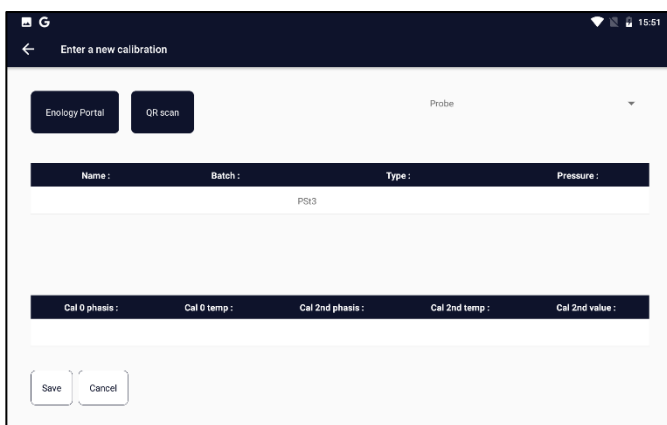 G 15:51
Enter a new calibration
Enology Portal QR scan Probe
Name : Batch : Type : Pressure :
PSt3
Cal 0 phasis : Cal 0 temp : Cal 2nd phasis : Cal 2nd temp : Cal 2nd value :
Save Cancel